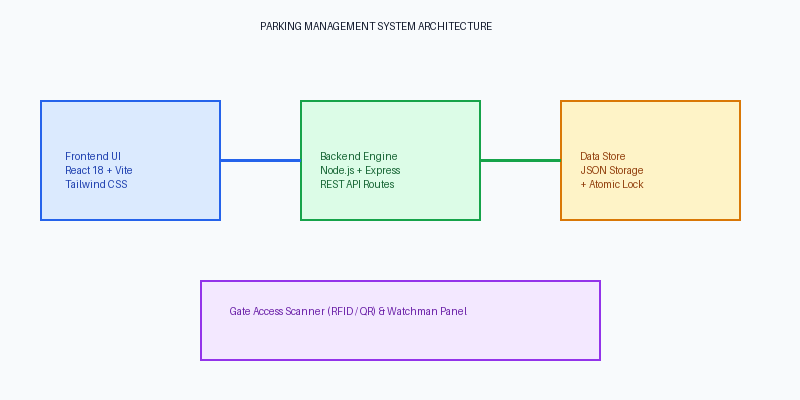 PARKING MANAGEMENT SYSTEM ARCHITECTURE
Frontend UI
React 18 + Vite
Tailwind CSS
Backend Engine
Node.js + Express
REST API Routes
Data Store
JSON Storage
+ Atomic Lock
Gate Access Scanner (RFID / QR) & Watchman Panel